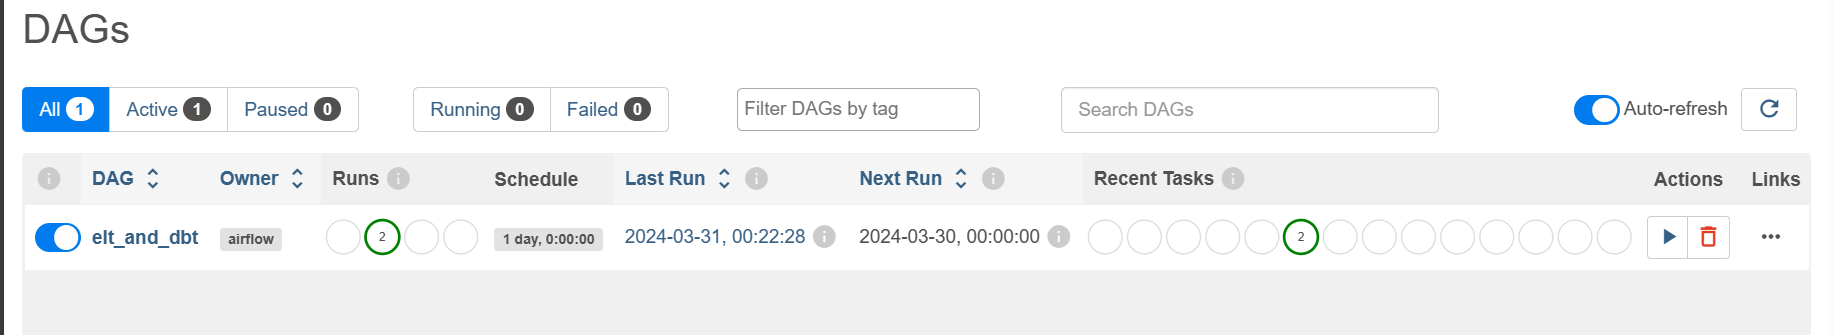 DAGs
All 1 Active 1 Paused 0 Running 0 Failed 0 Filter DAGs by tag Search DAGs Auto-refresh
i DAG Owner Runs i Schedule Last Run i Next Run i Recent Tasks i Actions Links
elt_and_dbt airflow 2 1 day, 0:00:00 2024-03-31, 00:22:28 i 2024-03-30, 00:00:00 i 2